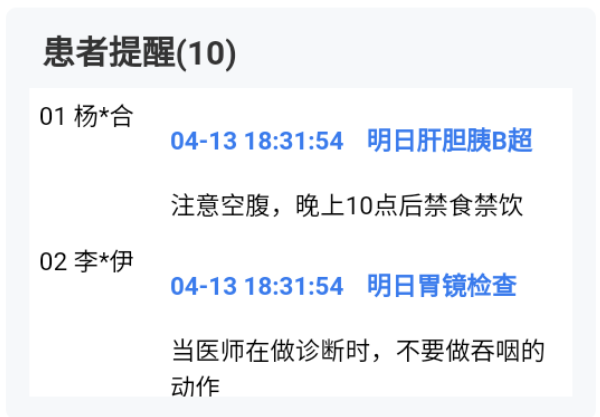 患者提醒(10)
01 杨*合
04-13 18:31:54 明日肝胆胰B超
注意空腹，晚上10点后禁食禁饮
02 李*伊
04-13 18:31:54 明日胃镜检查
当医师在做诊断时，不要做吞咽的
动作